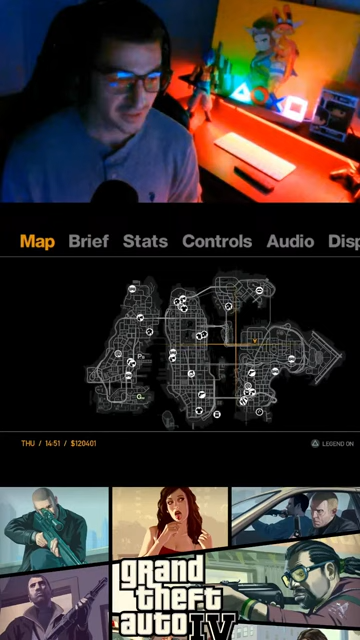 Map Brief Stats Controls Audio Disp
THU / 14:51 / $120401
LEGEND ON
grand
theft
auto
IV